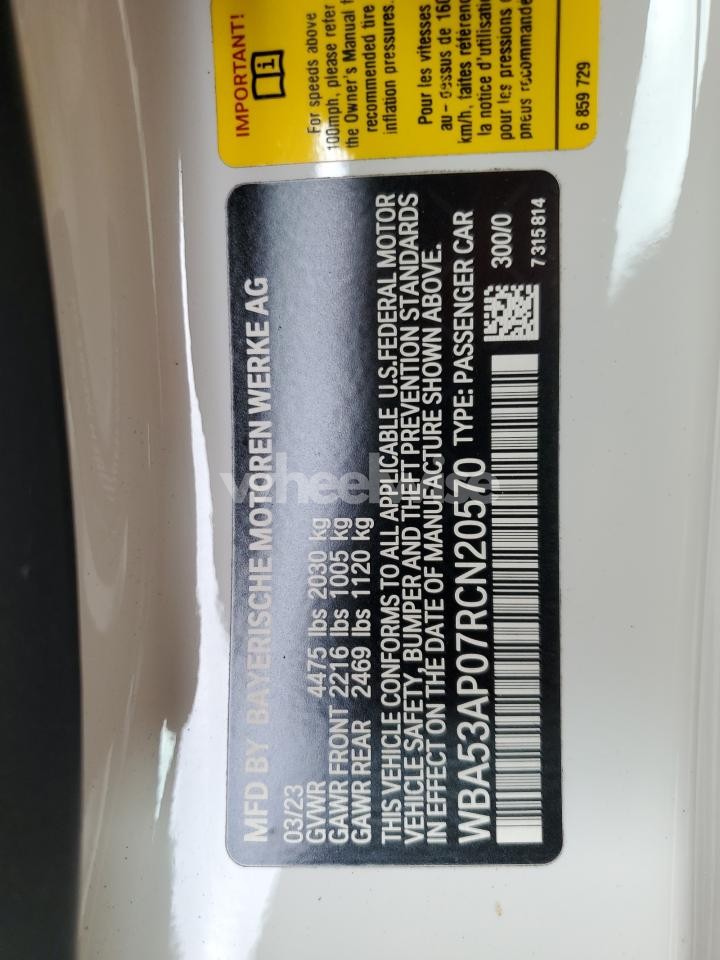 IMPORTANT!
For speeds above
100mph, please refer
the Owner's Manual f
recommended tire
inflation pressures.
Pour les vitesses
au - dessus de 160
km/h, faites référenc
la notice d'utilisation
pour les pressions d
pneus recommandé
6 859 729
MFD BY BAYERISCHE MOTOREN WERKE AG
03/23
GVWR 4475 lbs 2030 kg
GAWR FRONT 2216 lbs 1005 kg
GAWR REAR 2469 lbs 1120 kg
THIS VEHICLE CONFORMS TO ALL APPLICABLE U.S.FEDERAL MOTOR
VEHICLE SAFETY, BUMPER AND THEFT PREVENTION STANDARDS
IN EFFECT ON THE DATE OF MANUFACTURE SHOWN ABOVE.
WBA53AP07RCN20570 TYPE: PASSENGER CAR
300/0
7 315 814